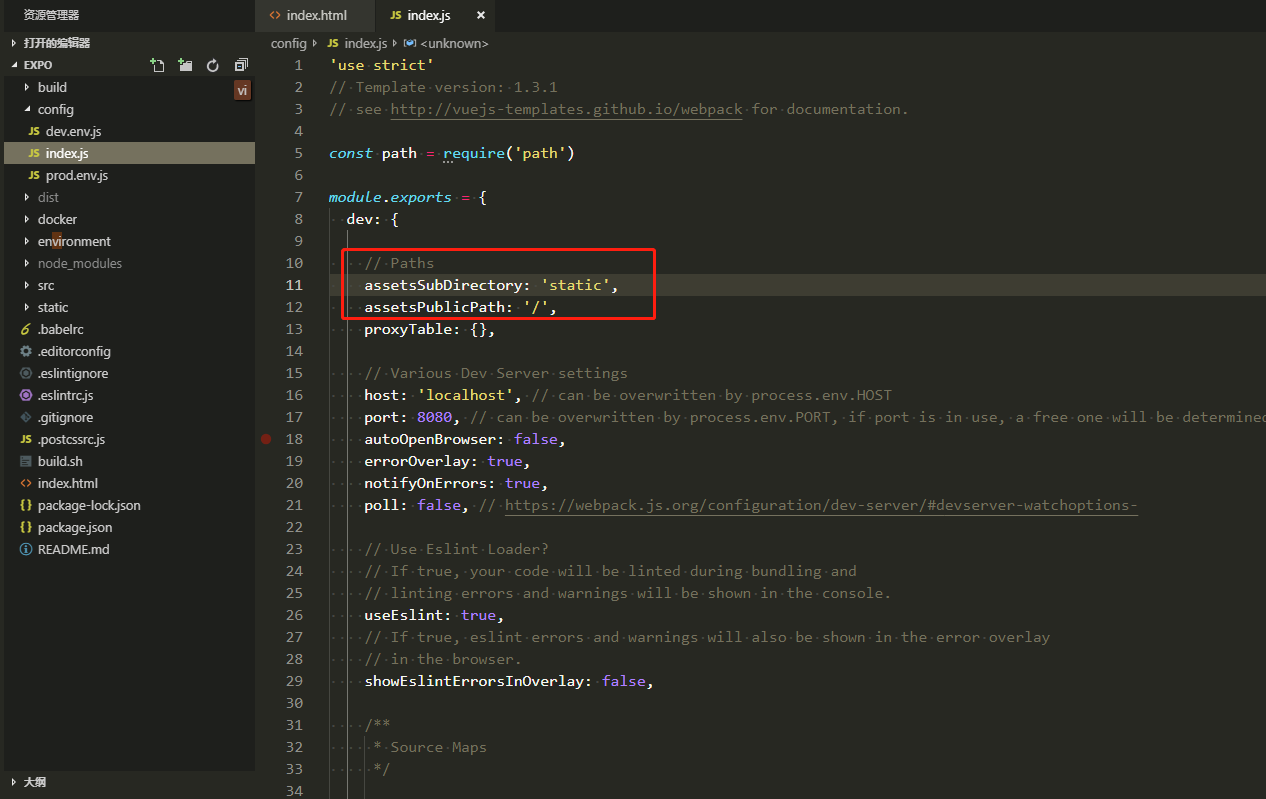 资源管理器
打开的编辑器
EXPO
build
vi
config
dev.env.js
index.js
prod.env.js
dist
docker
environment
node_modules
src
static
.babelrc
.editorconfig
.eslintignore
.eslintrc.js
.gitignore
.postcssrc.js
build.sh
index.html
package-lock.json
package.json
README.md
大纲
index.html
JS index.js ×
config JS index.js <unknown>
1 'use strict'
2 // Template version: 1.3.1
3 // see http://vuejs-templates.github.io/webpack for documentation.
4
5 const path = require('path')
6
7 module.exports = {
8 dev: {
9
10 // Paths
11 assetsSubDirectory: 'static',
12 assetsPublicPath: '/',
13 proxyTable: {},
14
15 // Various Dev Server settings
16 host: 'localhost', // can be overwritten by process.env.HOST
17 port: 8080, // can be overwritten by process.env.PORT, if port is in use, a free one will be determined
18 autoOpenBrowser: false,
19 errorOverlay: true,
20 notifyOnErrors: true,
21 poll: false, // https://webpack.js.org/configuration/dev-server/#devserver-watchoptions-
22
23 // Use Eslint Loader?
24 // If true, your code will be linted during bundling and
25 // linting errors and warnings will be shown in the console.
26 useEslint: true,
27 // If true, eslint errors and warnings will also be shown in the error overlay
28 // in the browser.
29 showEslintErrorsInOverlay: false,
30
31 /**
32 * Source Maps
33 */
34